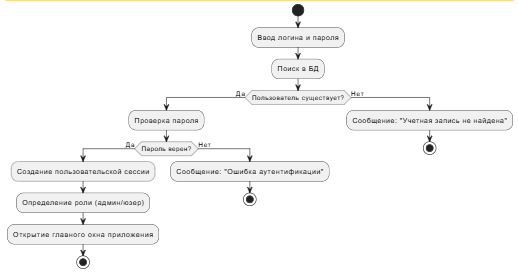 Ввод логина и пароля
Поиск в БД
Да
Пользователь существует?
Нет
Проверка пароля
Сообщение: "Учетная запись не найдена"
Да
Пароль верен?
Нет
Создание пользовательской сессии
Сообщение: "Ошибка аутентификации"
Определение роли (админ/юзер)
Открытие главного окна приложения